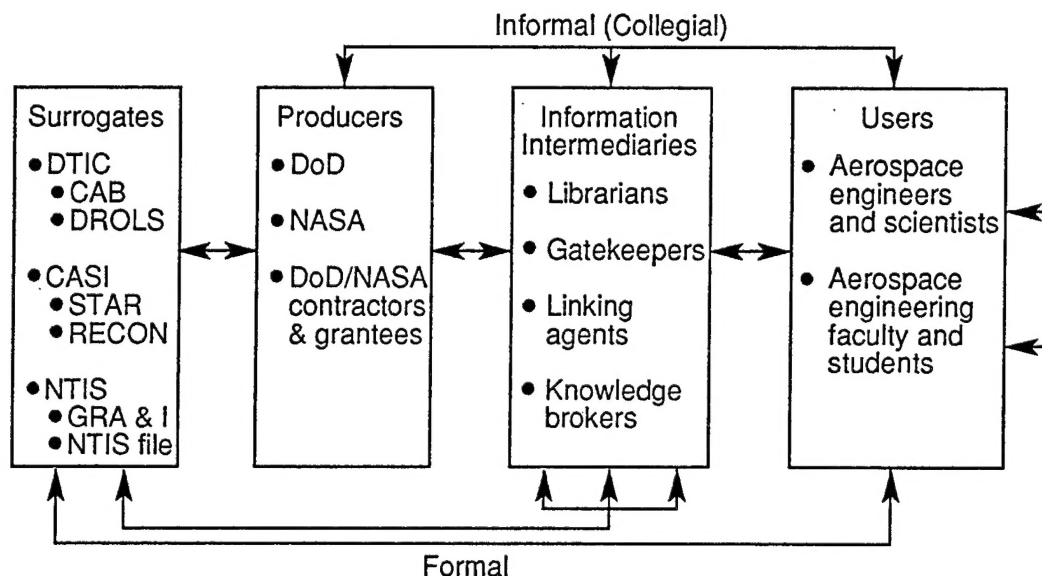 Informal (Collegial)
Surrogates
● DTIC
● CAB
● DROLS
● CASI
● STAR
● RECON
● NTIS
● GRA & I
● NTIS file
Producers
● DoD
● NASA
● DoD/NASA
contractors
& grantees
Information
Intermediaries
● Librarians
● Gatekeepers
● Linking
agents
● Knowledge
brokers
Users
● Aerospace
engineers
and scientists
● Aerospace
engineering
faculty and
students
Formal